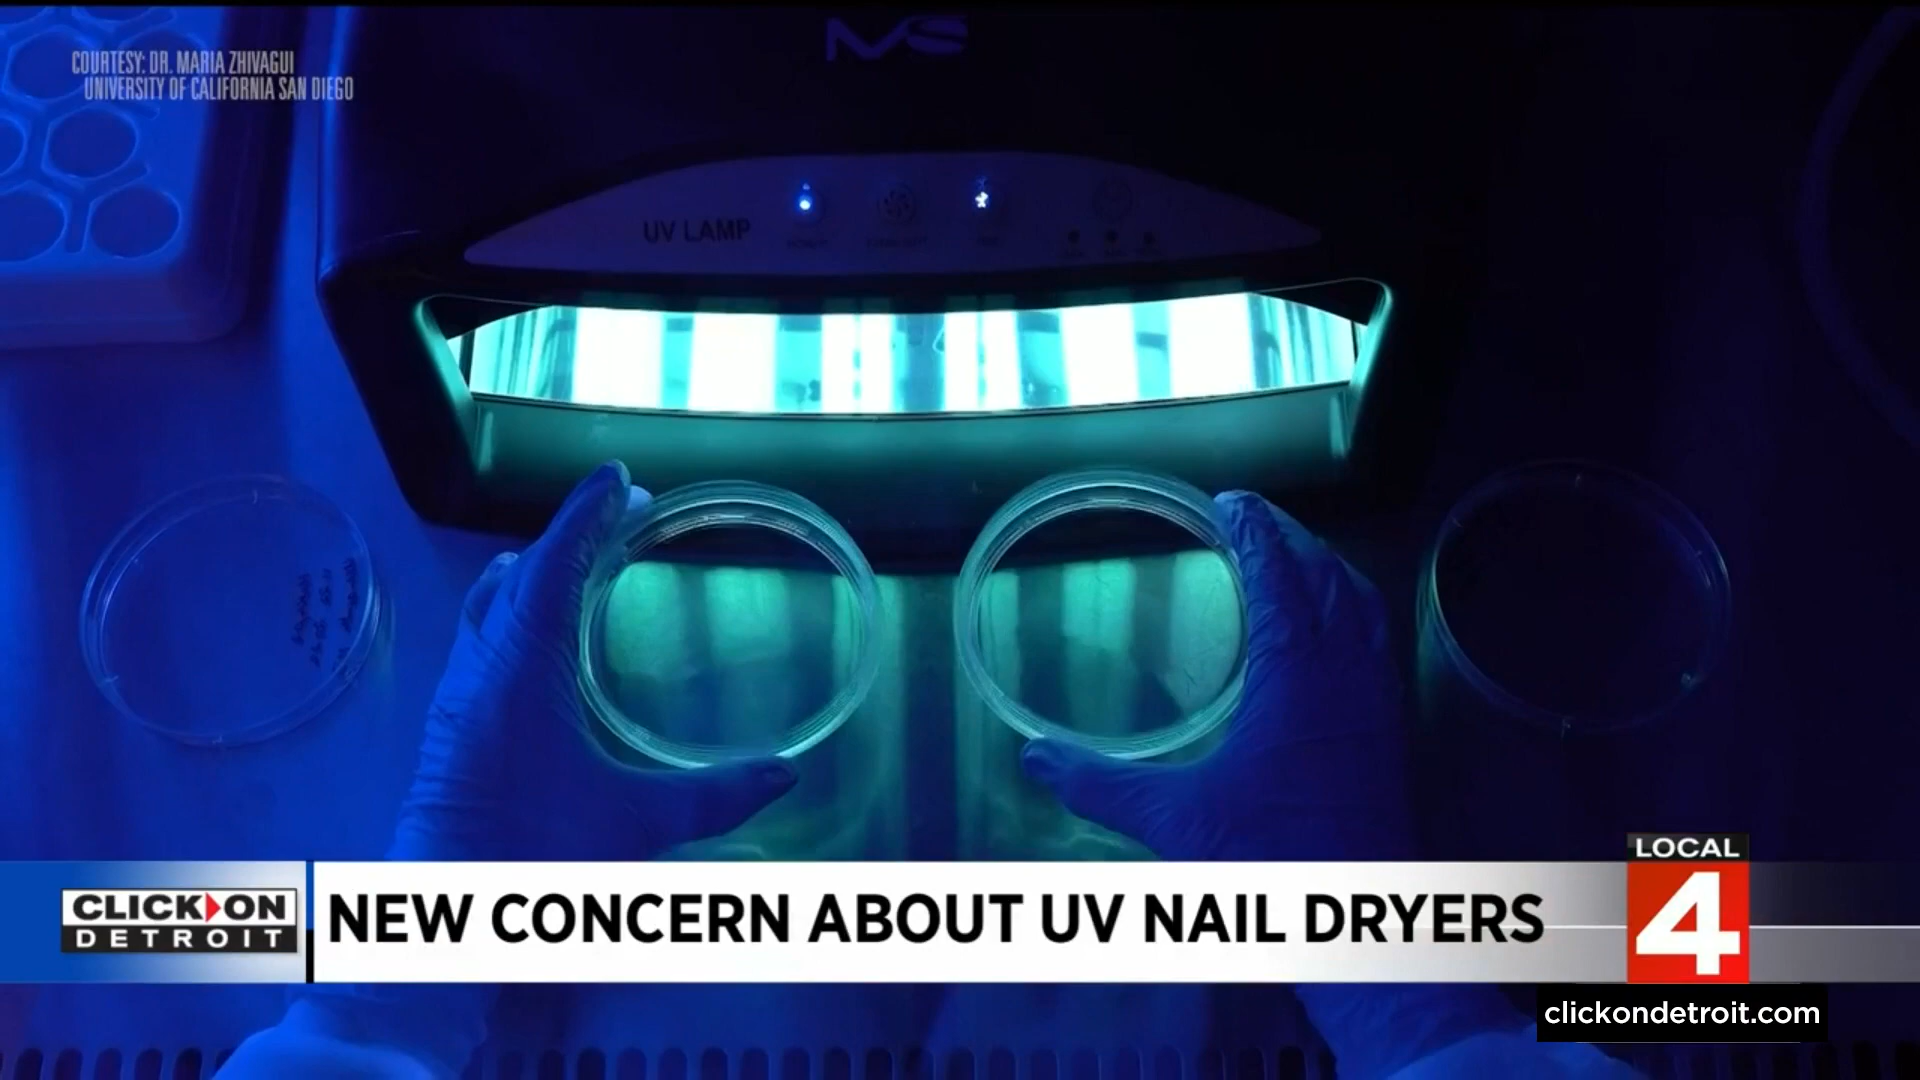 COURTESY: DR. MARIA ZHIVAGUI
UNIVERSITY OF CALIFORNIA SAN DIEGO
MS
UV LAMP
CLICK ON
DETROIT
NEW CONCERN ABOUT UV NAIL DRYERS
LOCAL
4
clickondetroit.com